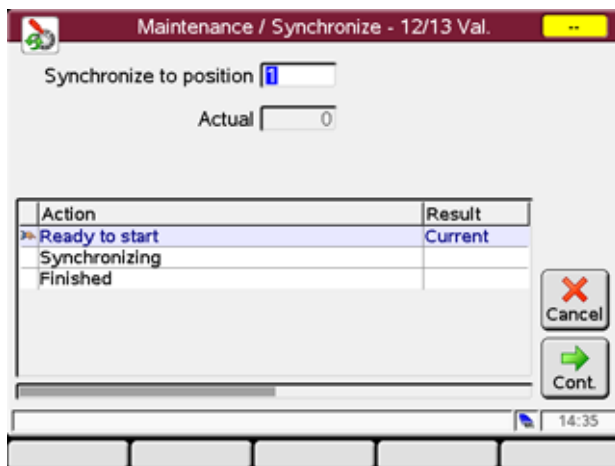 Maintenance / Synchronize - 12/13 Val.
--
Synchronize to position 1
Actual 0
Action Result
Ready to start Current
Synchronizing
Finished
Cancel
Cont.
14:35